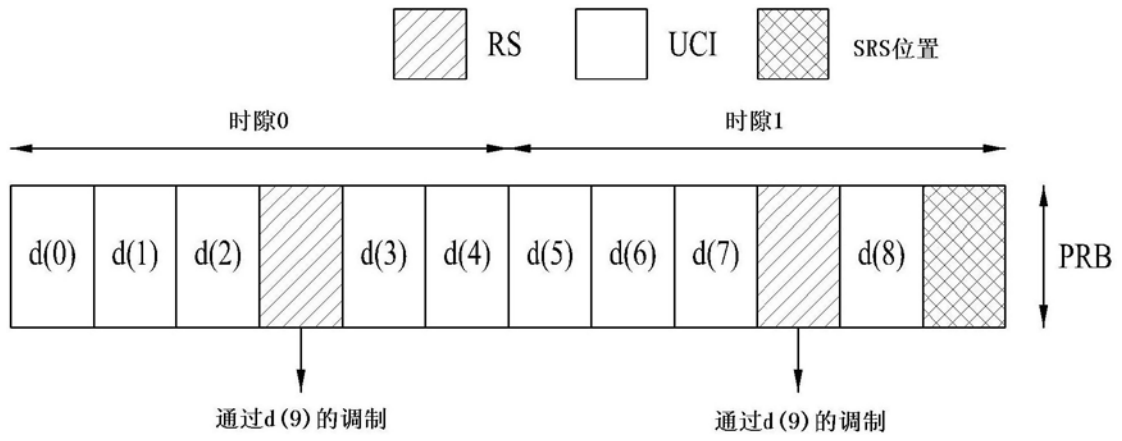 RS UCI SRS位置
时隙0 时隙1
d(0) d(1) d(2) d(3) d(4) d(5) d(6) d(7) d(8) PRB
通过d(9)的调制 通过d(9)的调制